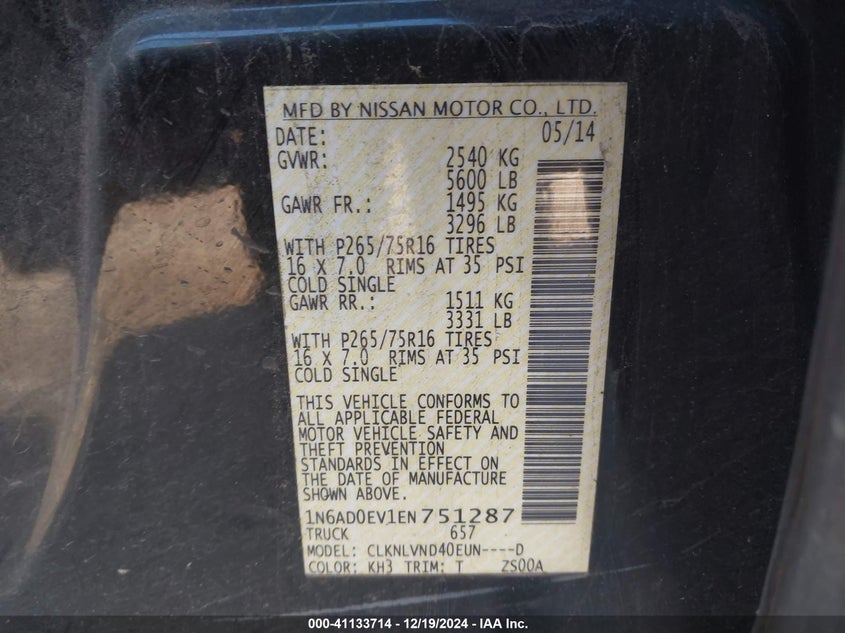 MFD BY NISSAN MOTOR CO., LTD.
DATE: 05/14
GVWR: 2540 KG
5600 LB
GAWR FR.: 1495 KG
3296 LB
WITH P265/75R16 TIRES
16 X 7.0 RIMS AT 35 PSI
COLD SINGLE
GAWR RR.: 1511 KG
3331 LB
WITH P265/75R16 TIRES
16 X 7.0 RIMS AT 35 PSI
COLD SINGLE
THIS VEHICLE CONFORMS TO
ALL APPLICABLE FEDERAL
MOTOR VEHICLE SAFETY AND
THEFT PREVENTION
STANDARDS IN EFFECT ON
THE DATE OF MANUFACTURE
SHOWN ABOVE.
1N6AD0EV1EN751287
TRUCK 657
MODEL: CLKNLVND40EUN----D
COLOR: KH3 TRIM: T ZS00A
000-41133714 - 12/19/2024 - IAA Inc.